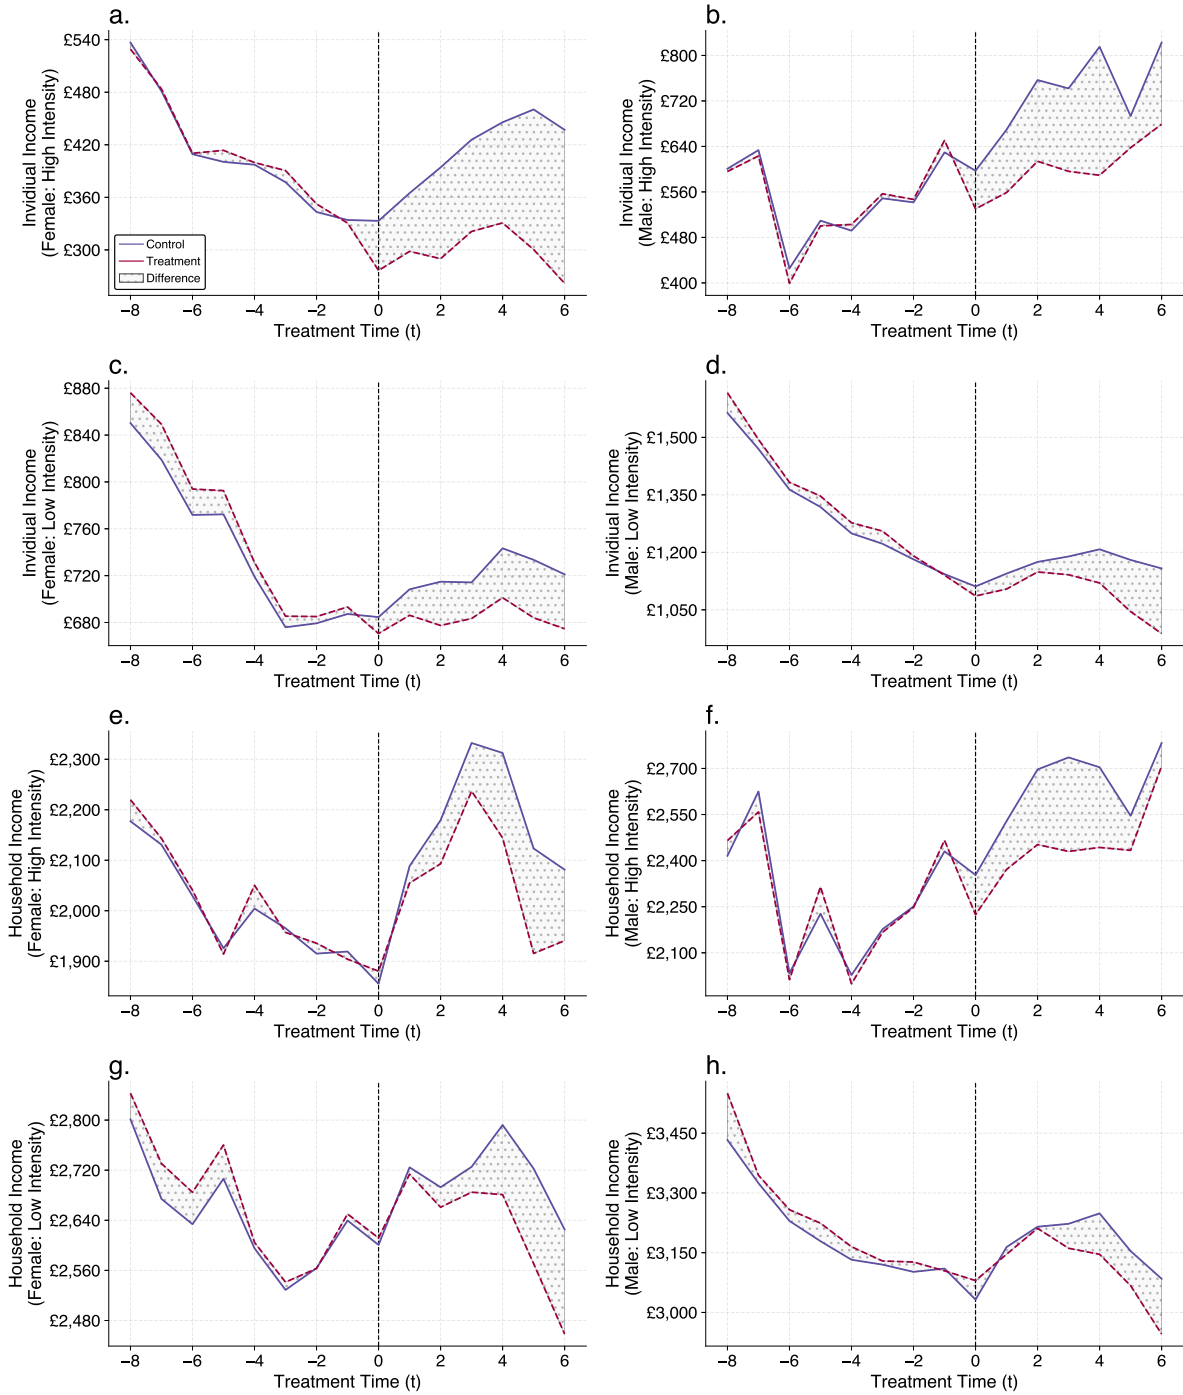 a.
£540
£480
£420
£360
£300
Invidiual Income
(Female: High Intensity)
Control
Treatment
Difference
−8 −6 −4 −2 0 2 4 6
Treatment Time (t)
b.
£800
£720
£640
£560
£480
£400
Invidiual Income
(Male: High Intensity)
−8 −6 −4 −2 0 2 4 6
Treatment Time (t)
c.
£880
£840
£800
£760
£720
£680
Invidiual Income
(Female: Low Intensity)
−8 −6 −4 −2 0 2 4 6
Treatment Time (t)
d.
£1,500
£1,350
£1,200
£1,050
Invidiual Income
(Male: Low Intensity)
−8 −6 −4 −2 0 2 4 6
Treatment Time (t)
e.
£2,300
£2,200
£2,100
£2,000
£1,900
Household Income
(Female: High Intensity)
−8 −6 −4 −2 0 2 4 6
Treatment Time (t)
f.
£2,700
£2,550
£2,400
£2,250
£2,100
Household Income
(Male: High Intensity)
−8 −6 −4 −2 0 2 4 6
Treatment Time (t)
g.
£2,800
£2,720
£2,640
£2,560
£2,480
Household Income
(Female: Low Intensity)
−8 −6 −4 −2 0 2 4 6
Treatment Time (t)
h.
£3,450
£3,300
£3,150
£3,000
Household Income
(Male: Low Intensity)
−8 −6 −4 −2 0 2 4 6
Treatment Time (t)